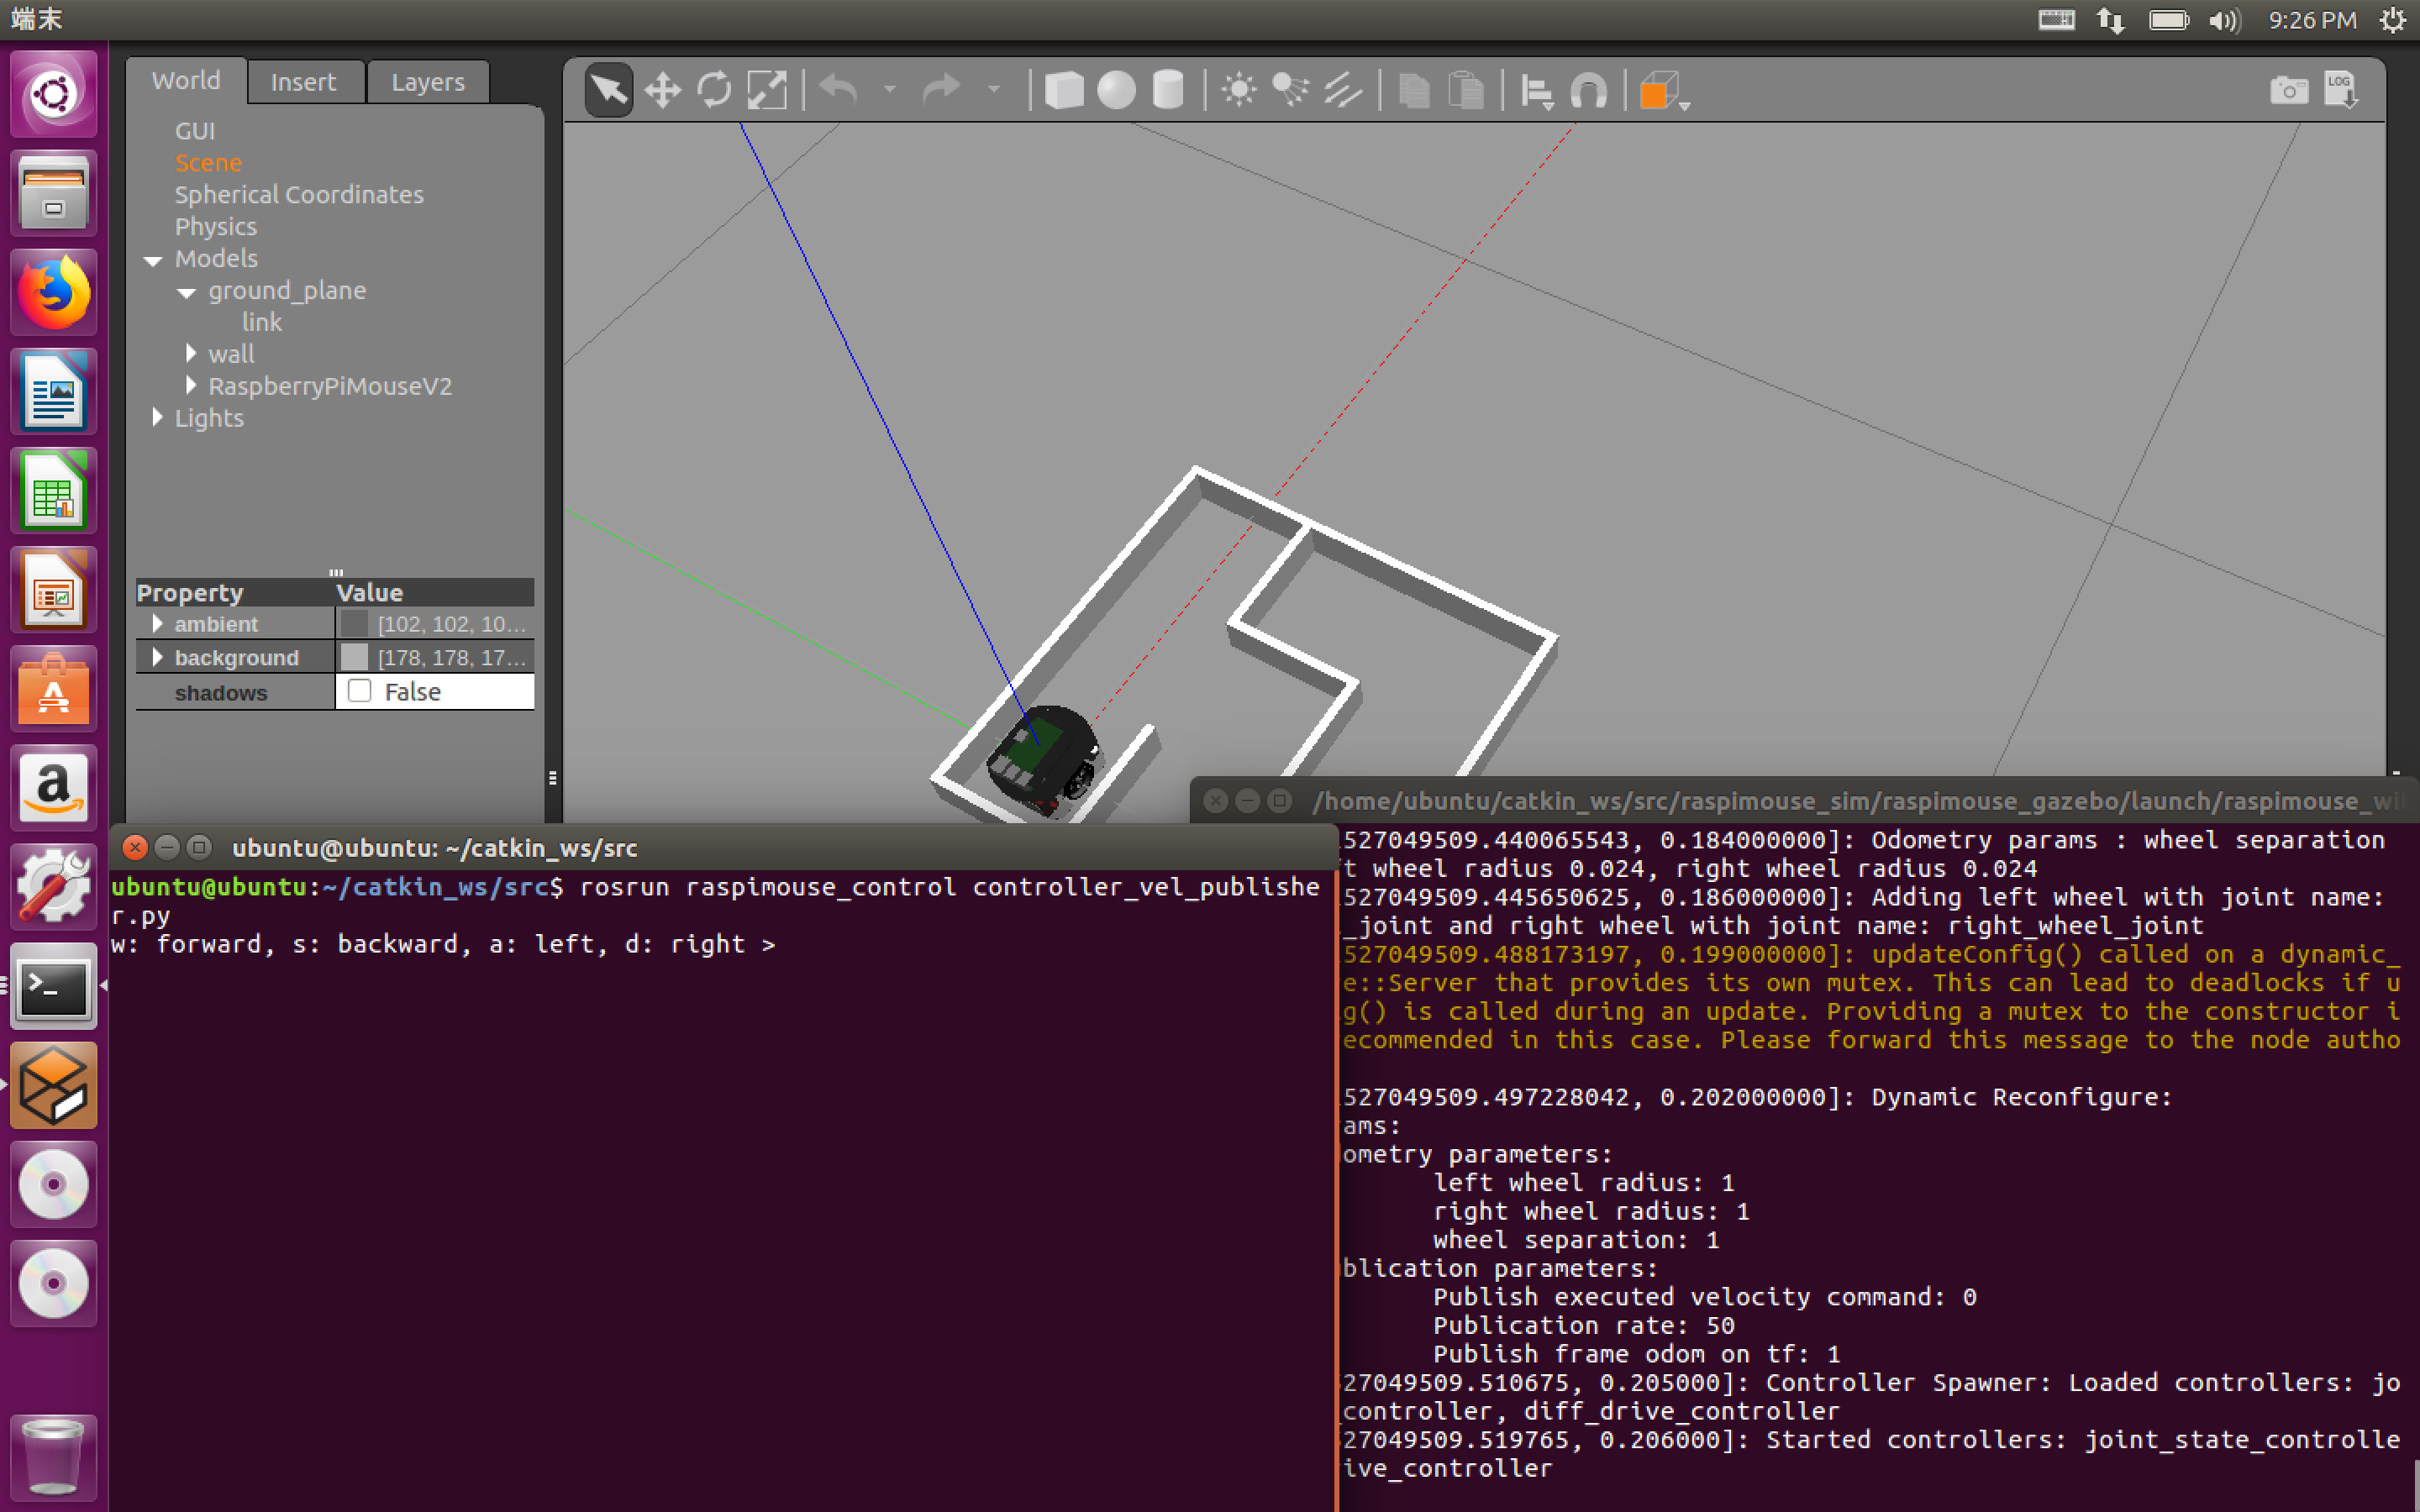 端末
9:26 PM
World Insert Layers
LOG
GUI
Scene
Spherical Coordinates
Physics
Models
ground_plane
link
wall
RaspberryPiMouseV2
Lights
Property Value
ambient [102, 102, 10...
background [178, 178, 17...
shadows False
/home/ubuntu/catkin_ws/src/raspimouse_sim/raspimouse_gazebo/launch/raspimouse_wit
ubuntu@ubuntu: ~/catkin_ws/src
ubuntu@ubuntu:~/catkin_ws/src$ rosrun raspimouse_control controller_vel_publishe
r.py
w: forward, s: backward, a: left, d: right >
527049509.440065543, 0.184000000]: Odometry params : wheel separation
t wheel radius 0.024, right wheel radius 0.024
527049509.445650625, 0.186000000]: Adding left wheel with joint name:
_joint and right wheel with joint name: right_wheel_joint
527049509.488173197, 0.199000000]: updateConfig() called on a dynamic_
e::Server that provides its own mutex. This can lead to deadlocks if u
g() is called during an update. Providing a mutex to the constructor i
ecommended in this case. Please forward this message to the node autho
527049509.497228042, 0.202000000]: Dynamic Reconfigure:
ams:
ometry parameters:
left wheel radius: 1
right wheel radius: 1
wheel separation: 1
blication parameters:
Publish executed velocity command: 0
Publication rate: 50
Publish frame odom on tf: 1
27049509.510675, 0.205000]: Controller Spawner: Loaded controllers: jo
_controller, diff_drive_controller
27049509.519765, 0.206000]: Started controllers: joint_state_controlle
ive_controller